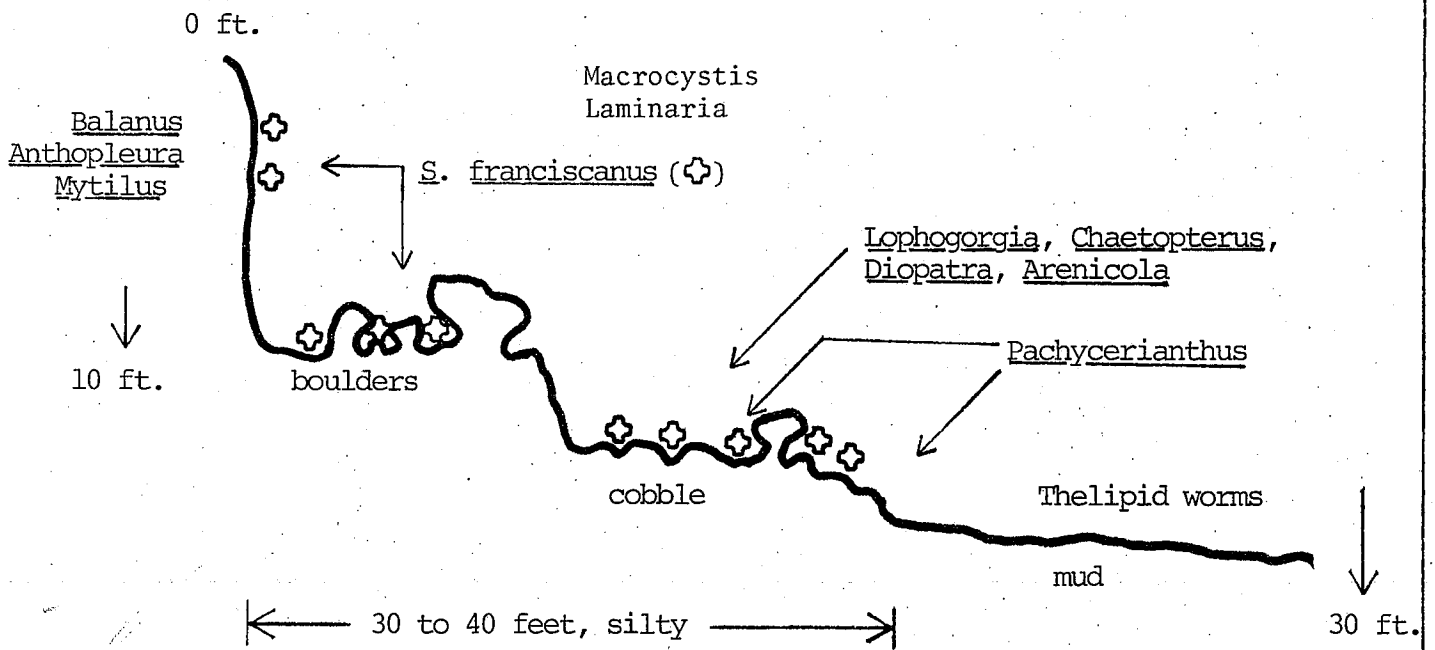 0 ft.
Macrocystis
Laminaria
Balanus
Anthopleura
Mytilus
S. franciscanus ( )
Lophogorgia, Chaetopterus,
Diopatra, Arenicola
Pachycerianthus
10 ft.
boulders
cobble
Thelipid worms
mud
30 to 40 feet, silty
30 ft.